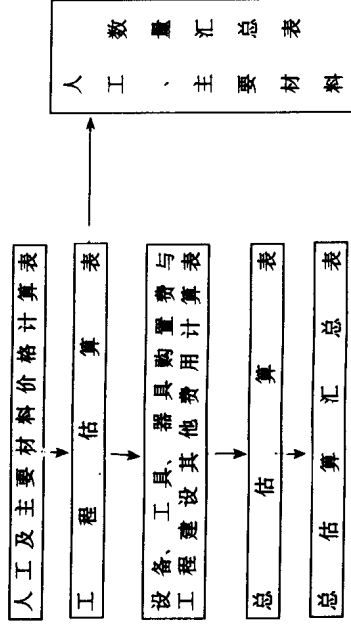 人工及主要材料价格计算表
工程估算表
人工、主要材料
数量汇总表
设备、工具、器具购置费与
工程建设其他费用计算表
总估算表
总估算汇总表